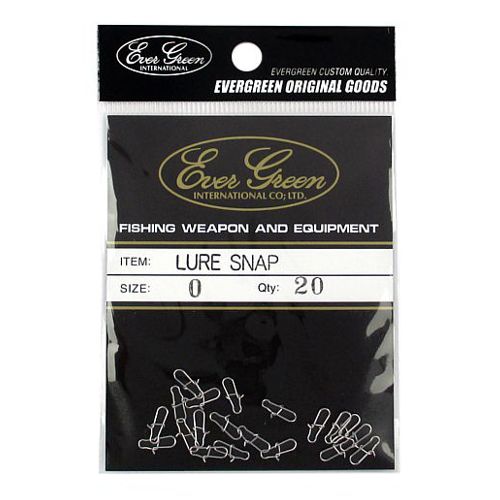 Ever Green
INTERNATIONAL
EVERGREEN CUSTOM QUALITY.
EVERGREEN ORIGINAL GOODS
Ever Green
INTERNATIONAL CO; LTD.
FISHING WEAPON AND EQUIPMENT
ITEM: LURE SNAP
SIZE: 0 Qty: 20